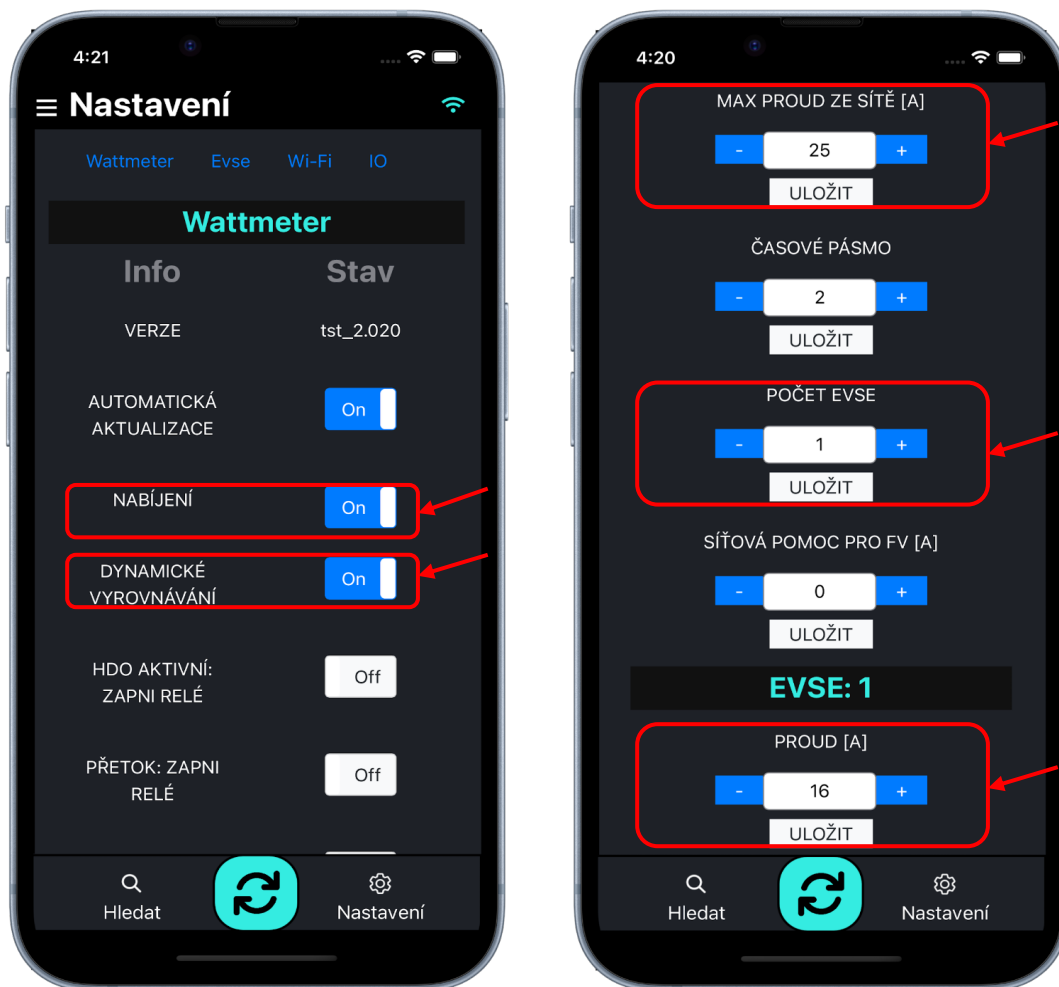 4:21
Nastavení
Wattmeter Evse Wi-Fi IO
Wattmeter
Info Stav
VERZE tst_2.020
AUTOMATICKÁ
AKTUALIZACE
On
NABÍJENÍ
On
DYNAMICKÉ
VYROVNÁVÁNÍ
On
HDO AKTIVNÍ:
ZAPNI RELÉ
Off
PŘETOK: ZAPNI
RELÉ
Off
Hledat Nastavení
4:20
MAX PROUD ZE SÍTĚ [A]
- 25 +
ULOŽIT
ČASOVÉ PÁSMO
- 2 +
ULOŽIT
POČET EVSE
- 1 +
ULOŽIT
SÍŤOVÁ POMOC PRO FV [A]
- 0 +
ULOŽIT
EVSE: 1
PROUD [A]
- 16 +
ULOŽIT
Hledat Nastavení